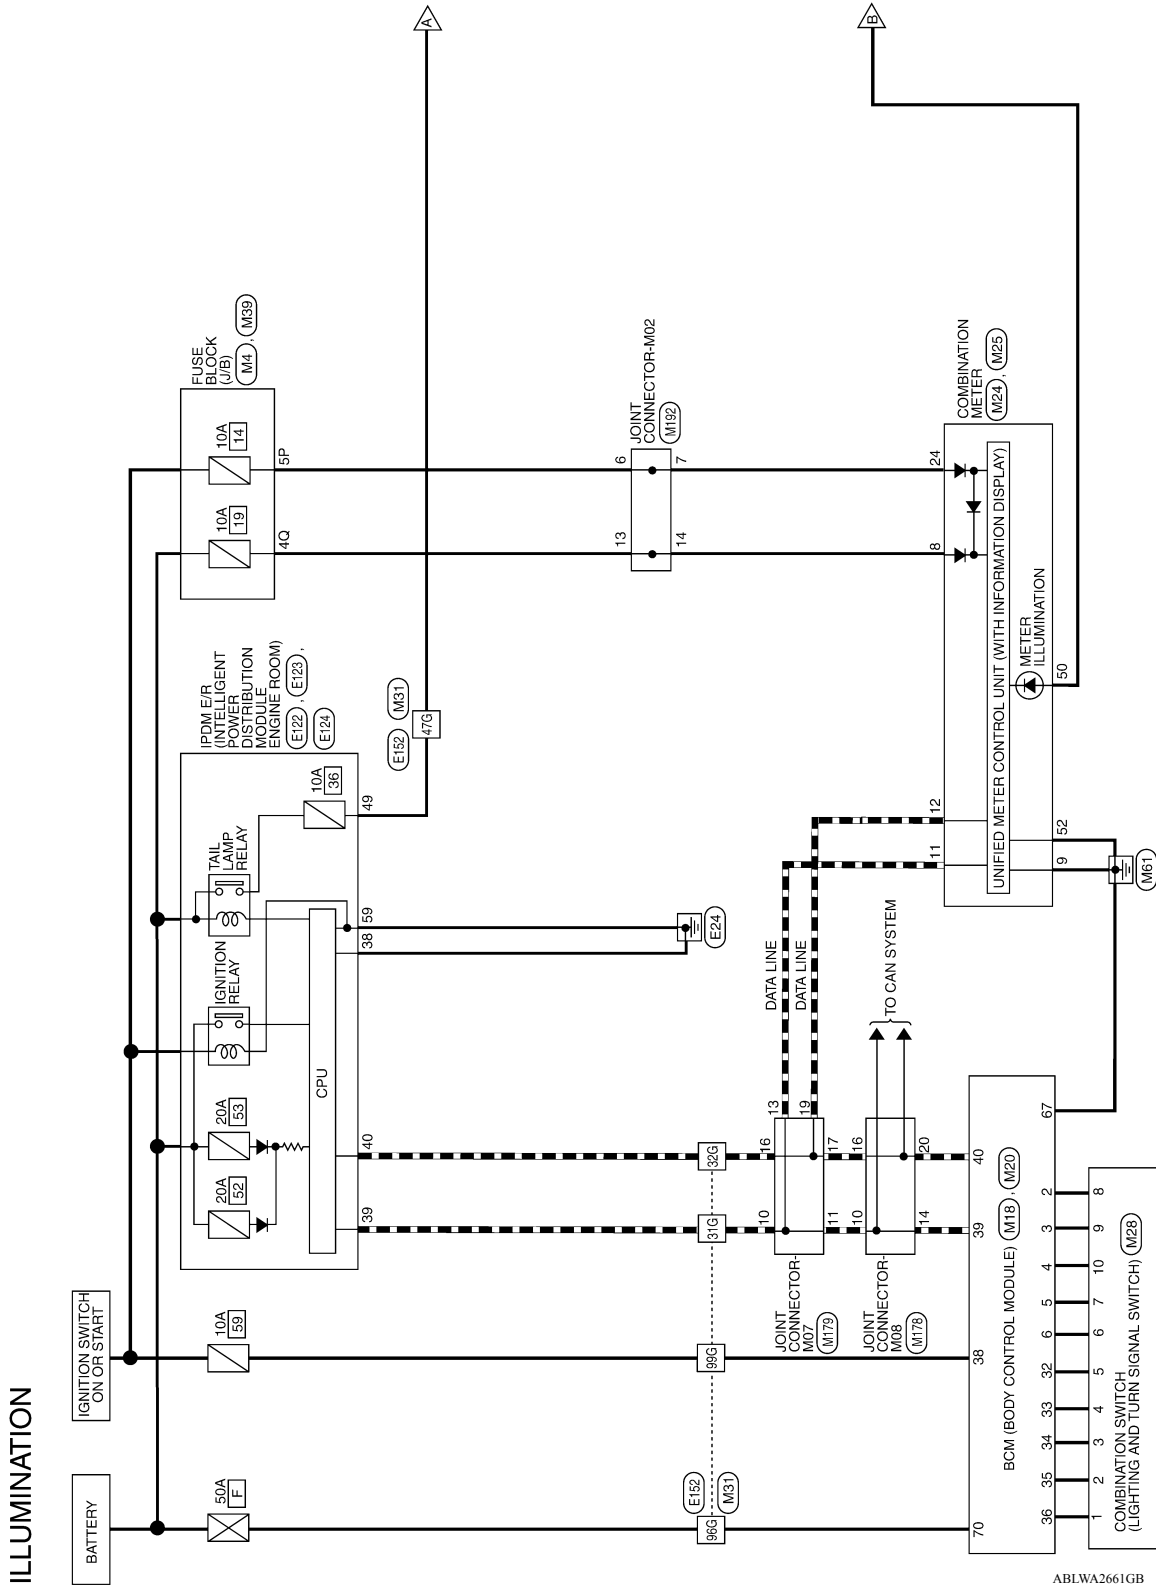 ILLUMINATION
BATTERY
IGNITION SWITCH
ON OR START
50A
F
10A
59
20A
52
20A
53
IGNITION
RELAY
TAIL
LAMP
RELAY
CPU
10A
36
IPDM E/R
(INTELLIGENT
POWER
DISTRIBUTION
MODULE
ENGINE ROOM)
E122 , E123 ,
E124
10A
19
10A
14
FUSE
BLOCK
(J/B)
M4 , M39
39
40
38
59
49
4Q
5P
E152
M31
47G
A
E24
JOINT
CONNECTOR-M02
M192
13
6
14
7
E152
M31
96G
99G
31G
32G
JOINT
CONNECTOR-
M07
M179
10
16
13
19
11
17
JOINT
CONNECTOR-
M08
M178
10
16
14
20
DATA LINE
DATA LINE
TO CAN SYSTEM
11
12
8
24
COMBINATION
METER
M24 , M25
UNIFIED METER CONTROL UNIT (WITH INFORMATION DISPLAY)
METER
ILLUMINATION
9
52
50
B
M61
70
38
39
40
BCM (BODY CONTROL MODULE) M18 , M20
36
35
34
33
32
6
5
4
3
2
67
1
2
3
4
5
6
7
10
9
8
COMBINATION SWITCH
(LIGHTING AND TURN SIGNAL SWITCH) M28
ABLWA2661GB